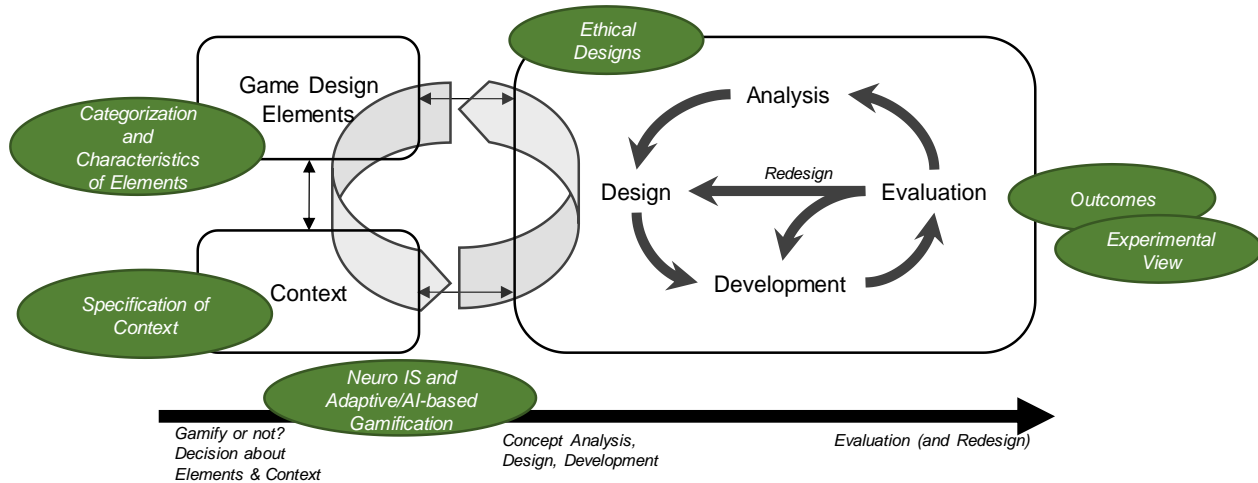 Ethical
Designs
Game Design
Elements
Categorization
and
Characteristics
of Elements
Analysis
Redesign
Design
Evaluation
Outcomes
Experimental
View
Development
Context
Specification of
Context
Neuro IS and
Adaptive/AI-based
Gamification
Gamify or not?
Decision about
Elements & Context
Concept Analysis,
Design, Development
Evaluation (and Redesign)